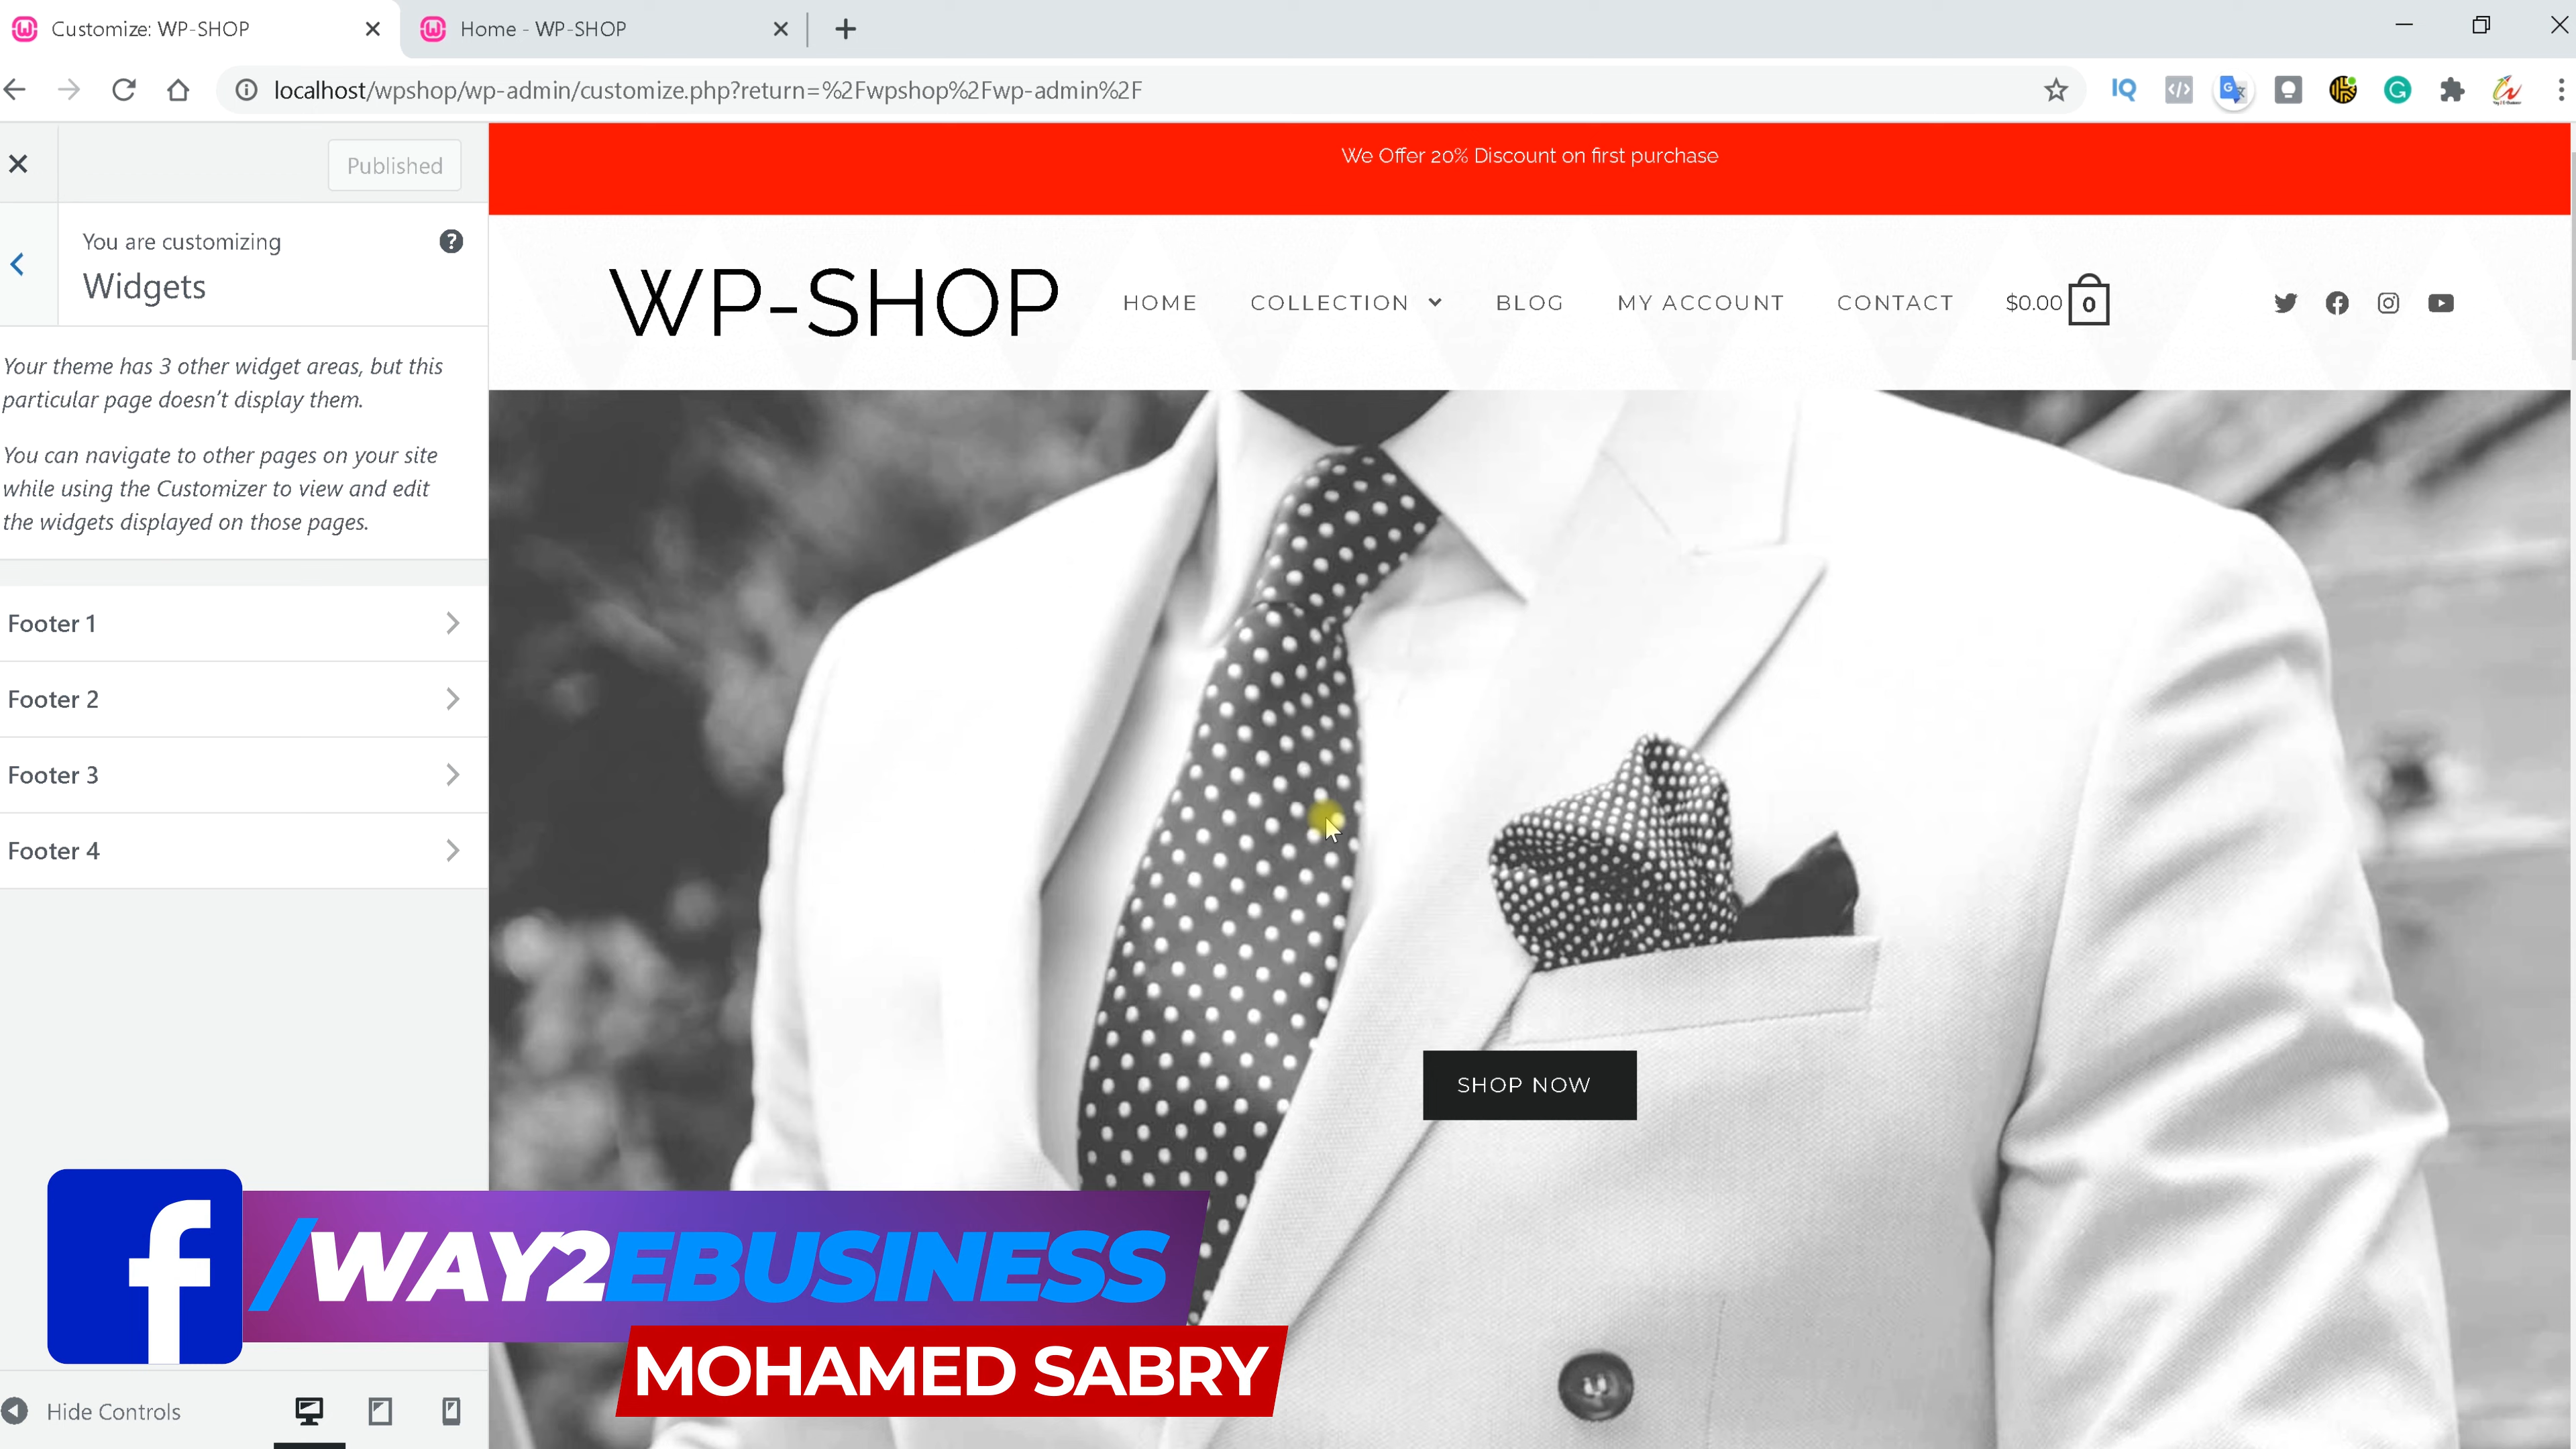 Customize: WP-SHOP
Home - WP-SHOP
localhost/wpshop/wp-admin/customize.php?return=%2Fwpshop%2Fwp-admin%2F
IQ
Published
We Offer 20% Discount on first purchase
You are customizing
Widgets
WP-SHOP
HOME
COLLECTION
BLOG
MY ACCOUNT
CONTACT
$0.00
0
Your theme has 3 other widget areas, but this
particular page doesn't display them.
You can navigate to other pages on your site
while using the Customizer to view and edit
the widgets displayed on those pages.
Footer 1
Footer 2
Footer 3
Footer 4
SHOP NOW
/WAY2EBUSINESS
MOHAMED SABRY
Hide Controls